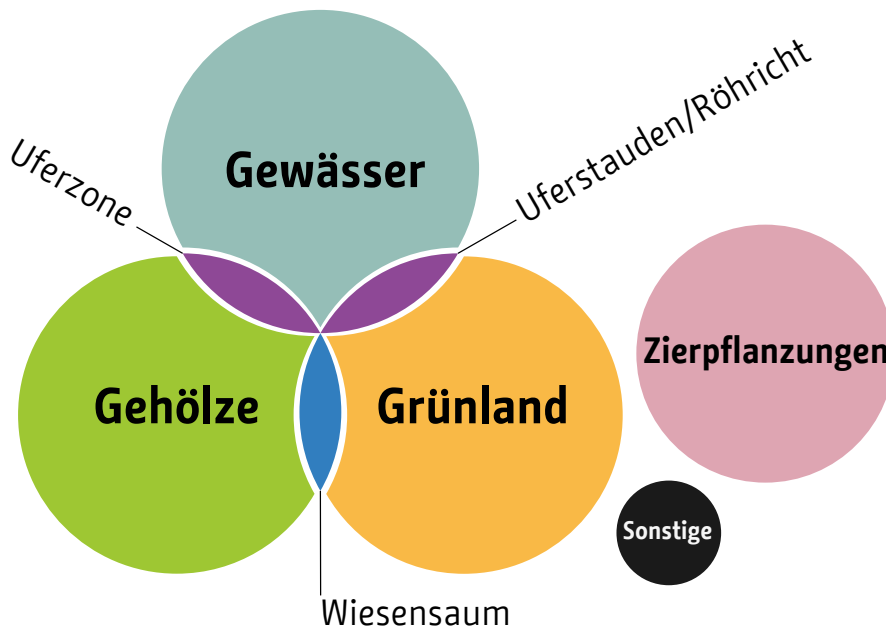 Gewässer
Uferzone
Uferstauden/Röhricht
Gehölze
Grünland
Zierpflanzungen
Sonstige
Wiesensaum